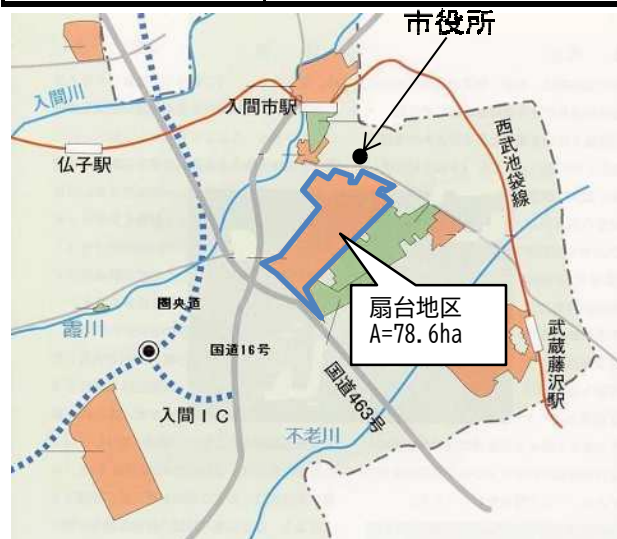 市役所
入間川
入間市駅
仏子駅
西武池袋線
圏央道
霞川
国道16号
扇台地区
A=78.6ha
武蔵藤沢駅
入間IC
国道463号
不老川